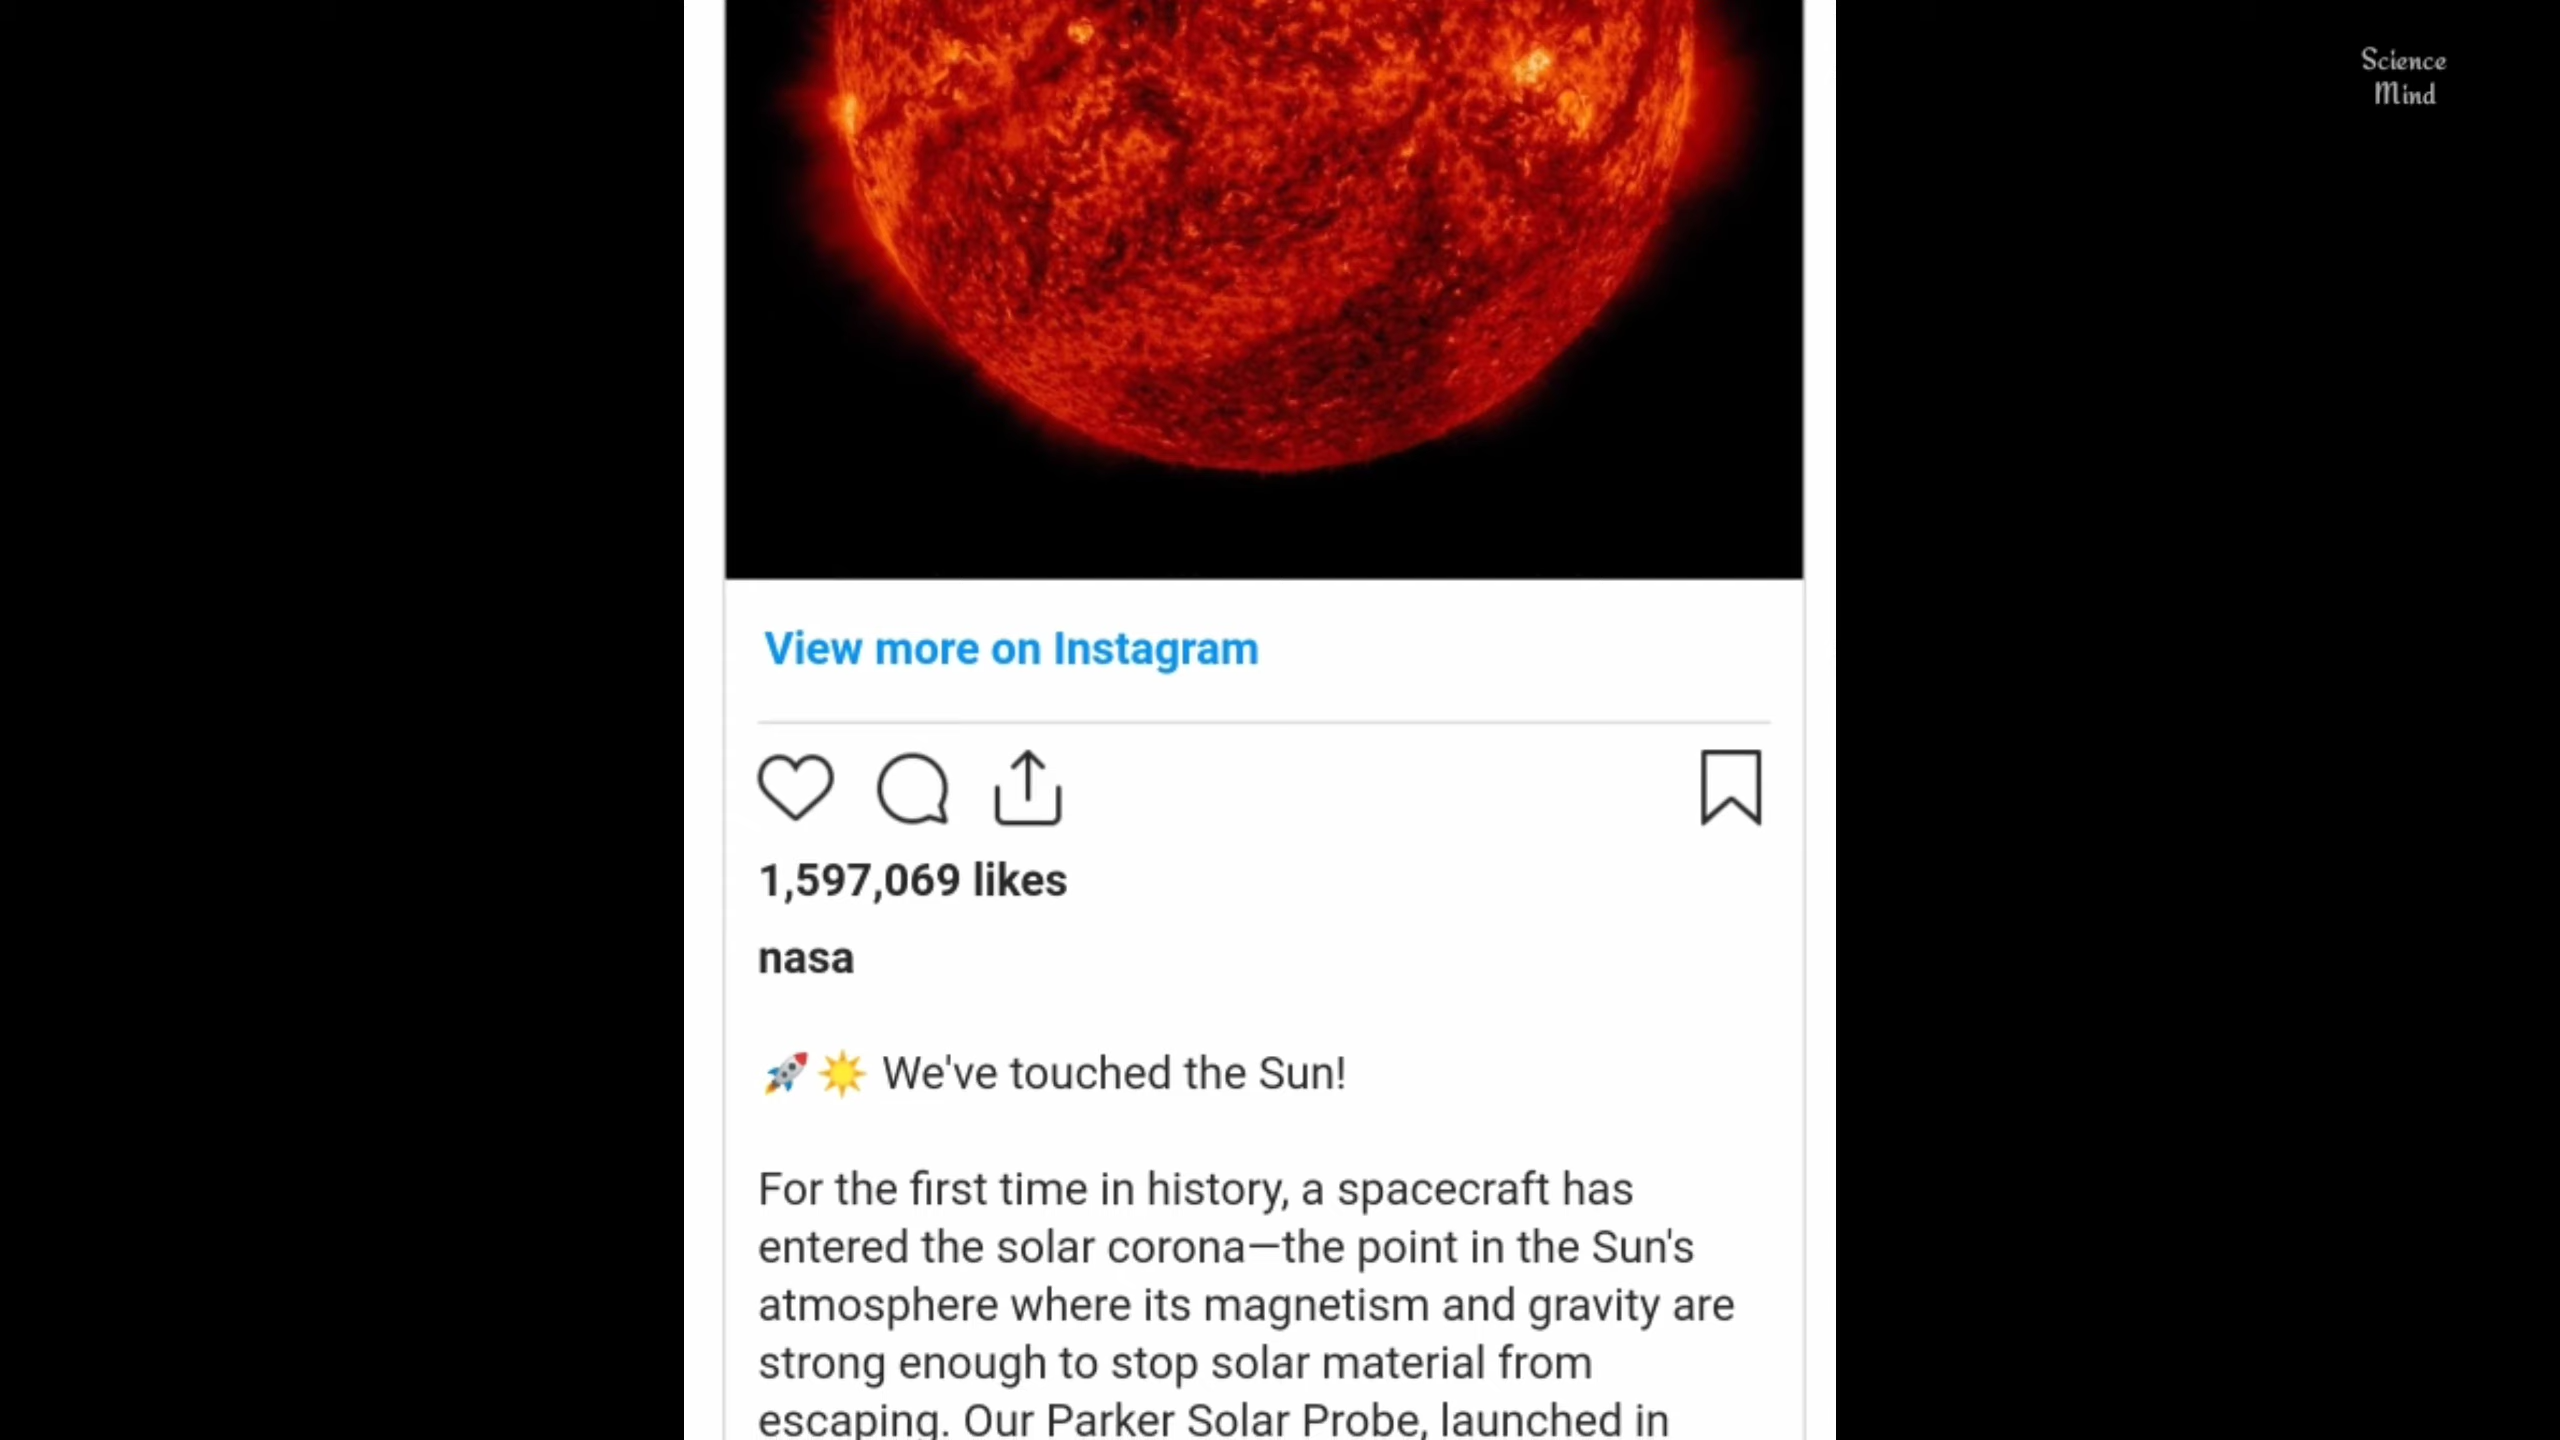 Science
Mind
View more on Instagram
1,597,069 likes
nasa
🚀☀️ We've touched the Sun!
For the first time in history, a spacecraft has
entered the solar corona—the point in the Sun's
atmosphere where its magnetism and gravity are
strong enough to stop solar material from
escaping. Our Parker Solar Probe, launched in